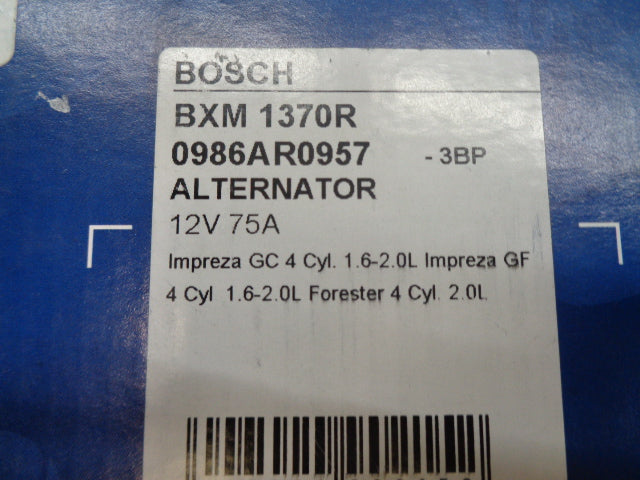 BOSCH
BXM 1370R
0986AR0957 - 3BP
ALTERNATOR
12V 75A
Impreza GC 4 Cyl. 1.6-2.0L Impreza GF
4 Cyl 1.6-2.0L Forester 4 Cyl. 2.0L